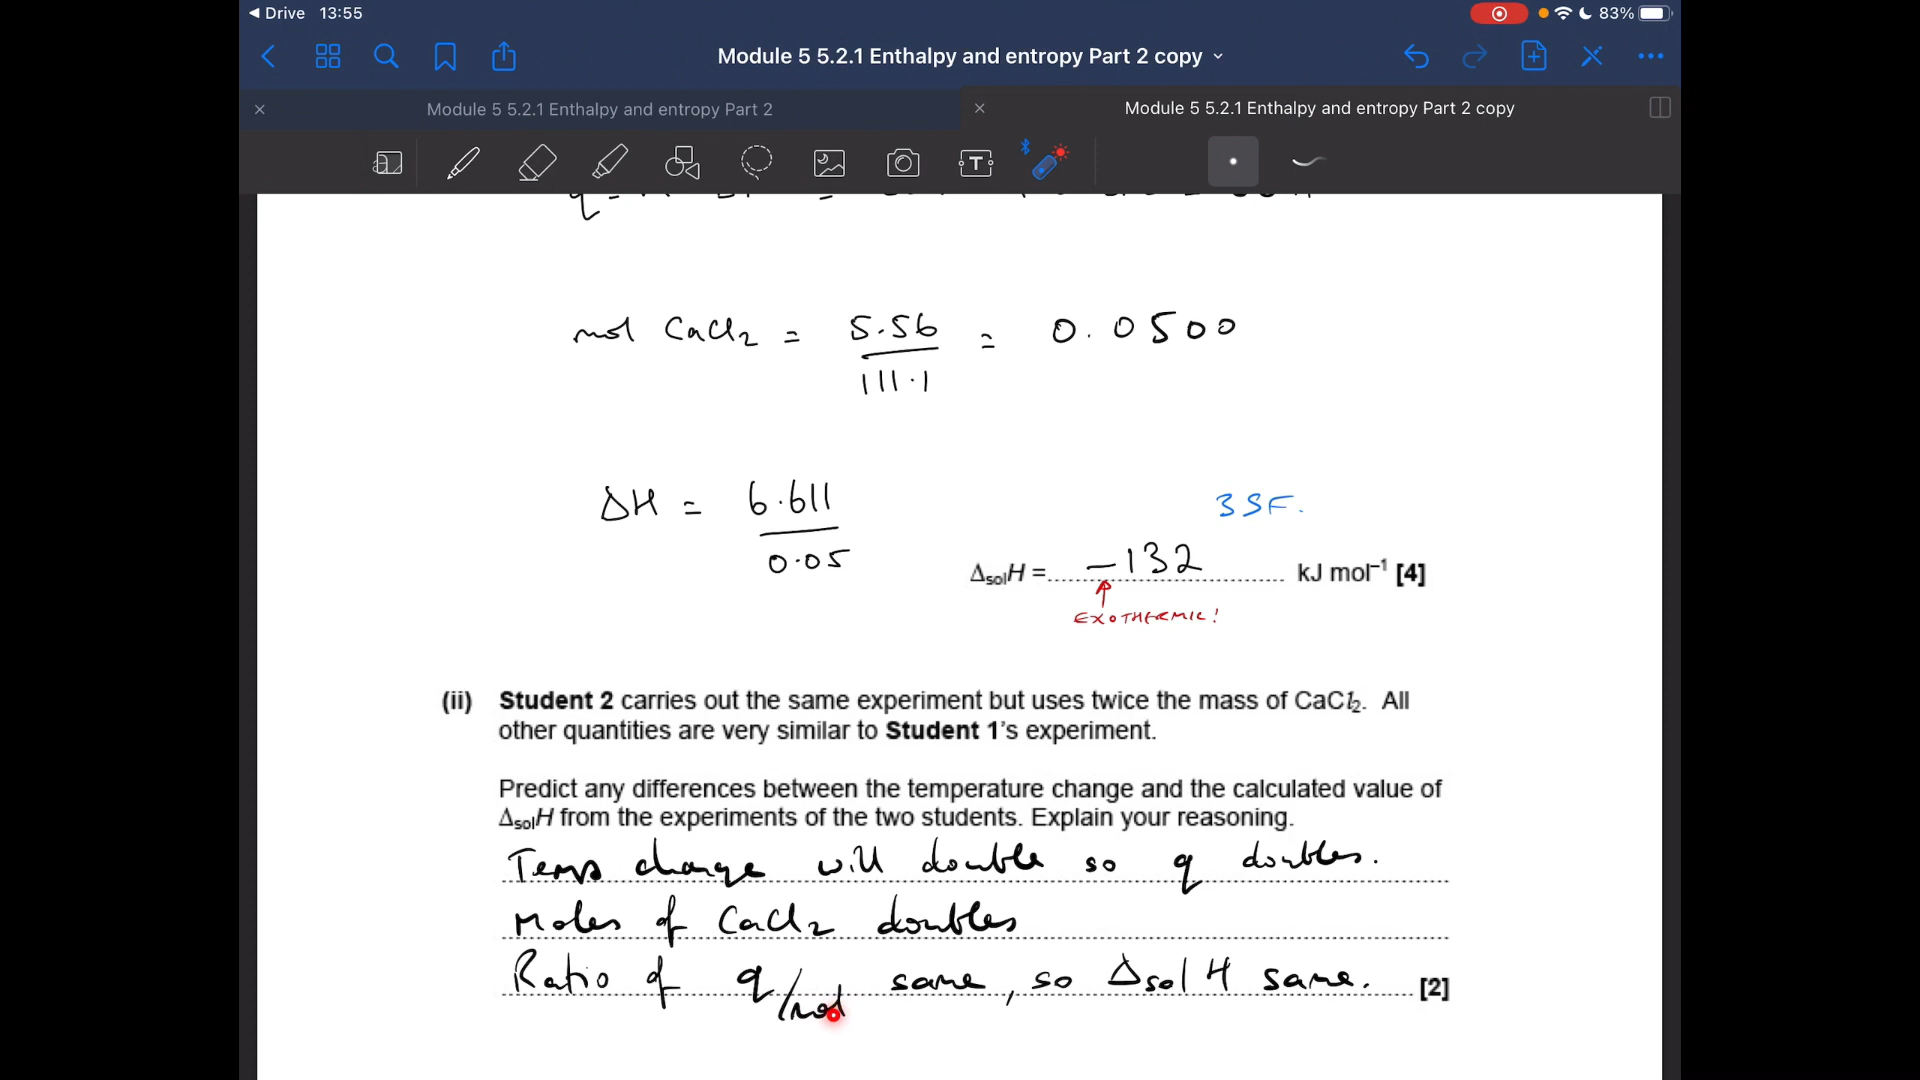 Drive 13:55 83%
Module 5 5.2.1 Enthalpy and entropy Part 2 copy
Module 5 5.2.1 Enthalpy and entropy Part 2
Module 5 5.2.1 Enthalpy and entropy Part 2 copy
T
mol CaCl₂ = 5.56 / 111.1 = 0.0500
ΔH = 6.611 / 0.05
3 SF.
ΔsolH = −132 kJ mol⁻¹ [4]
EXOTHERMIC!
(ii) Student 2 carries out the same experiment but uses twice the mass of CaCl₂. All
other quantities are very similar to Student 1's experiment.
Predict any differences between the temperature change and the calculated value of
ΔsolH from the experiments of the two students. Explain your reasoning.
Temp change will double so q doubles.
Moles of CaCl₂ doubles
Ratio of q/mol same, so ΔsolH same. [2]